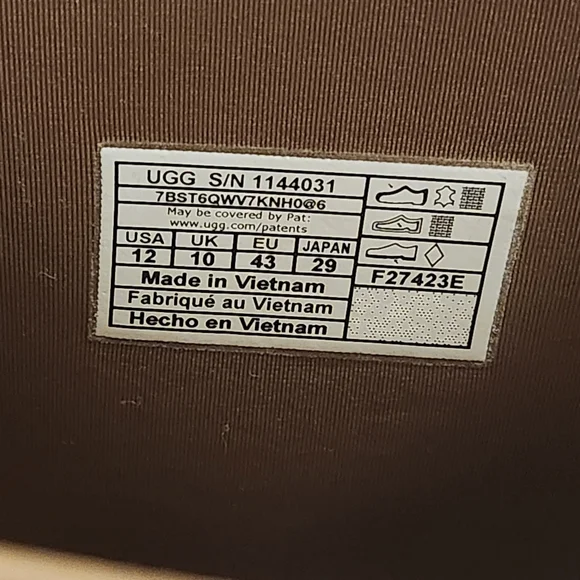 UGG S/N 1144031
7BST6QWV7KNH0@6
May be covered by Pat:
www.ugg.com/patents
USA UK EU JAPAN
12 10 43 29
Made in Vietnam
Fabriqué au Vietnam
Hecho en Vietnam
F27423E